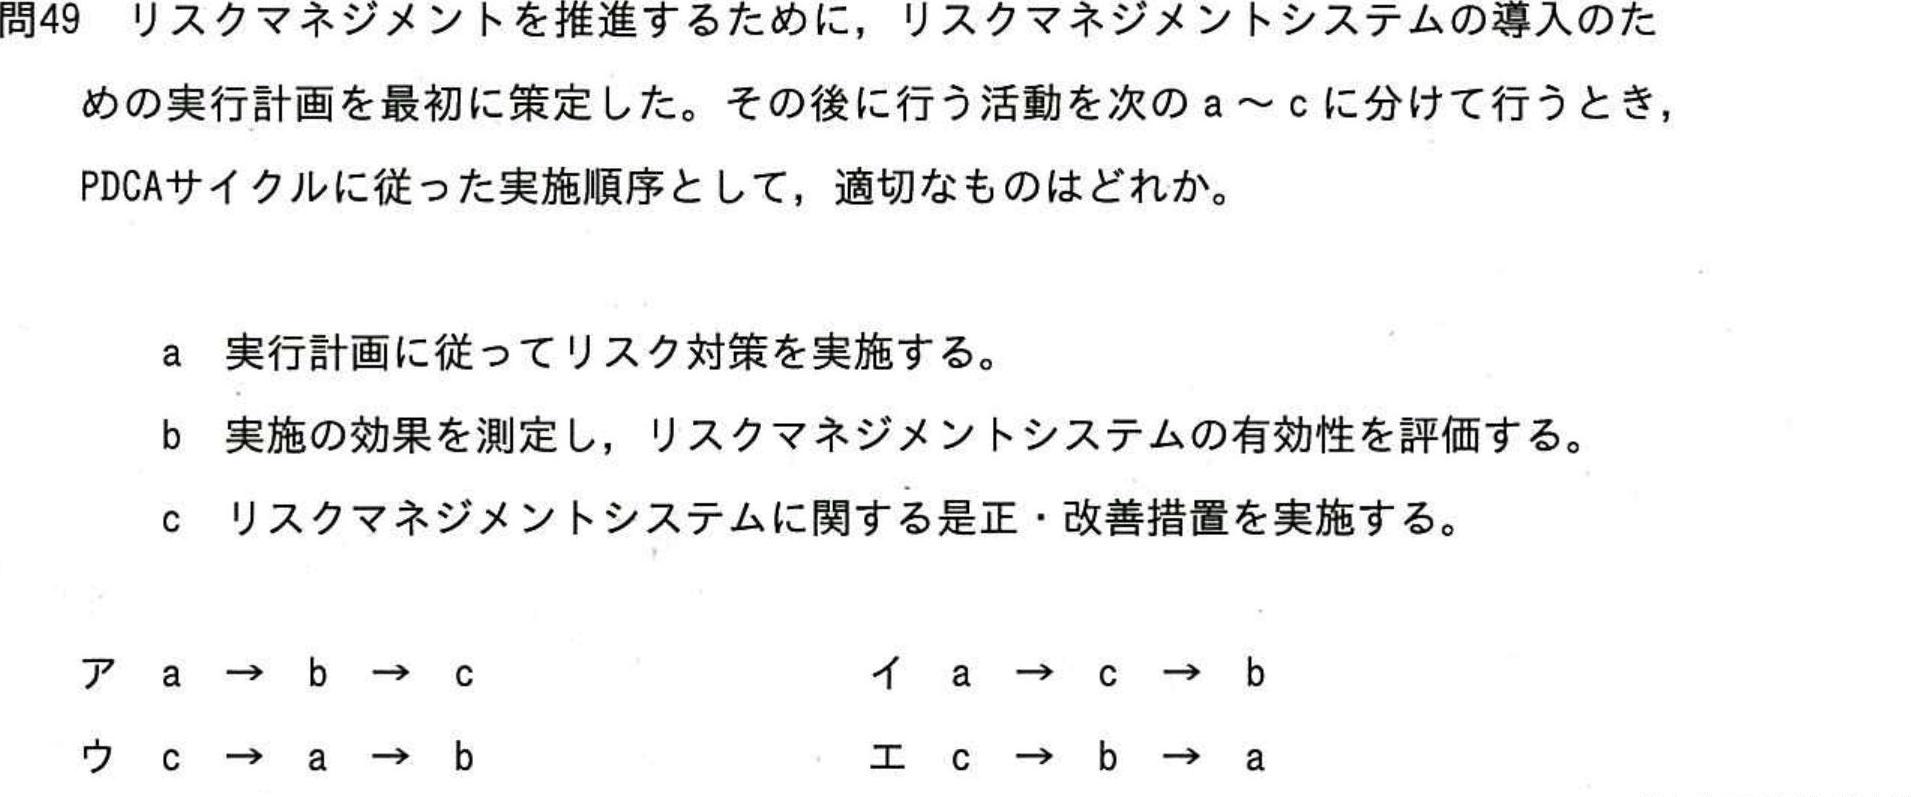 問49 リスクマネジメントを推進するために，リスクマネジメントシステムの導入のた
めの実行計画を最初に策定した。その後に行う活動を次の a ～ c に分けて行うとき，
PDCAサイクルに従った実施順序として，適切なものはどれか。
a 実行計画に従ってリスク対策を実施する。
b 実施の効果を測定し，リスクマネジメントシステムの有効性を評価する。
c リスクマネジメントシステムに関する是正・改善措置を実施する。
ア a → b → c イ a → c → b
ウ c → a → b エ c → b → a